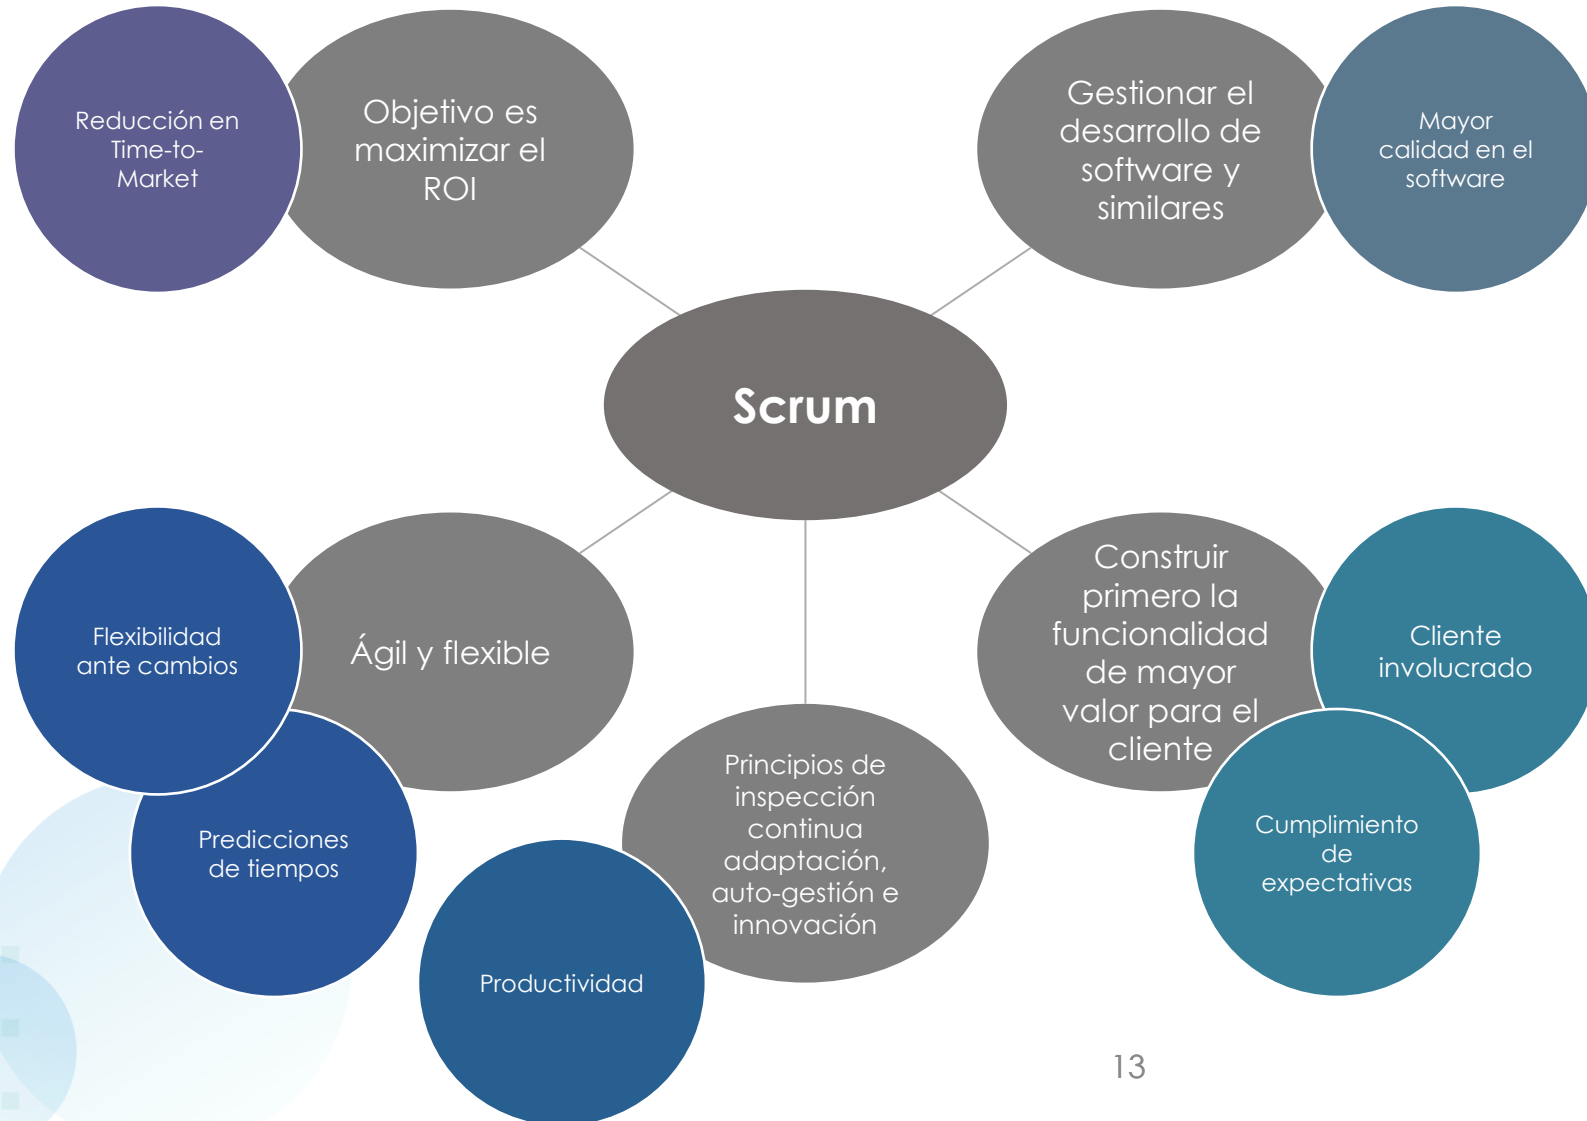 Reducción en
Time-to-
Market
Objetivo es
maximizar el
ROI
Gestionar el
desarrollo de
software y
similares
Mayor
calidad en el
software
Scrum
Flexibilidad
ante cambios
Ágil y flexible
Predicciones
de tiempos
Productividad
Principios de
inspección
continua
adaptación,
auto-gestión e
innovación
Construir
primero la
funcionalidad
de mayor
valor para el
cliente
Cliente
involucrado
Cumplimiento
de
expectativas
13